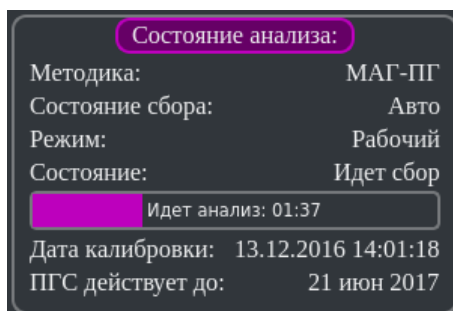 Состояние анализа:
Методика: МАГ-ПГ
Состояние сбора: Авто
Режим: Рабочий
Состояние: Идет сбор
Идет анализ: 01:37
Дата калибровки: 13.12.2016 14:01:18
ПГС действует до: 21 июн 2017